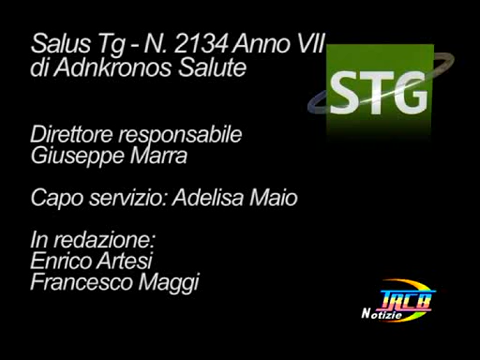 Salus Tg - N. 2134 Anno VII
di Adnkronos Salute
STG
Direttore responsabile
Giuseppe Marra
Capo servizio: Adelisa Maio
In redazione:
Enrico Artesi
Francesco Maggi
TRCB
Notizie